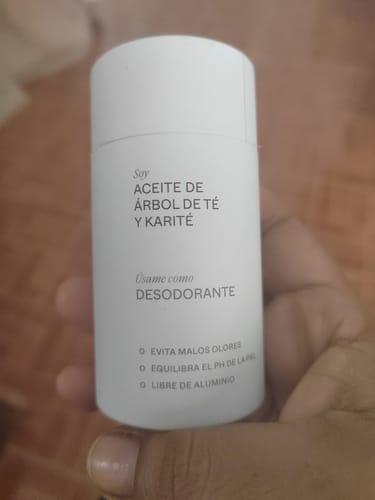 Soy
ACEITE DE
ÁRBOL DE TÉ
Y KARITÉ
Úsame como
DESODORANTE
EVITA MALOS OLORES
EQUILIBRA EL PH DE LA PIEL
LIBRE DE ALUMINIO